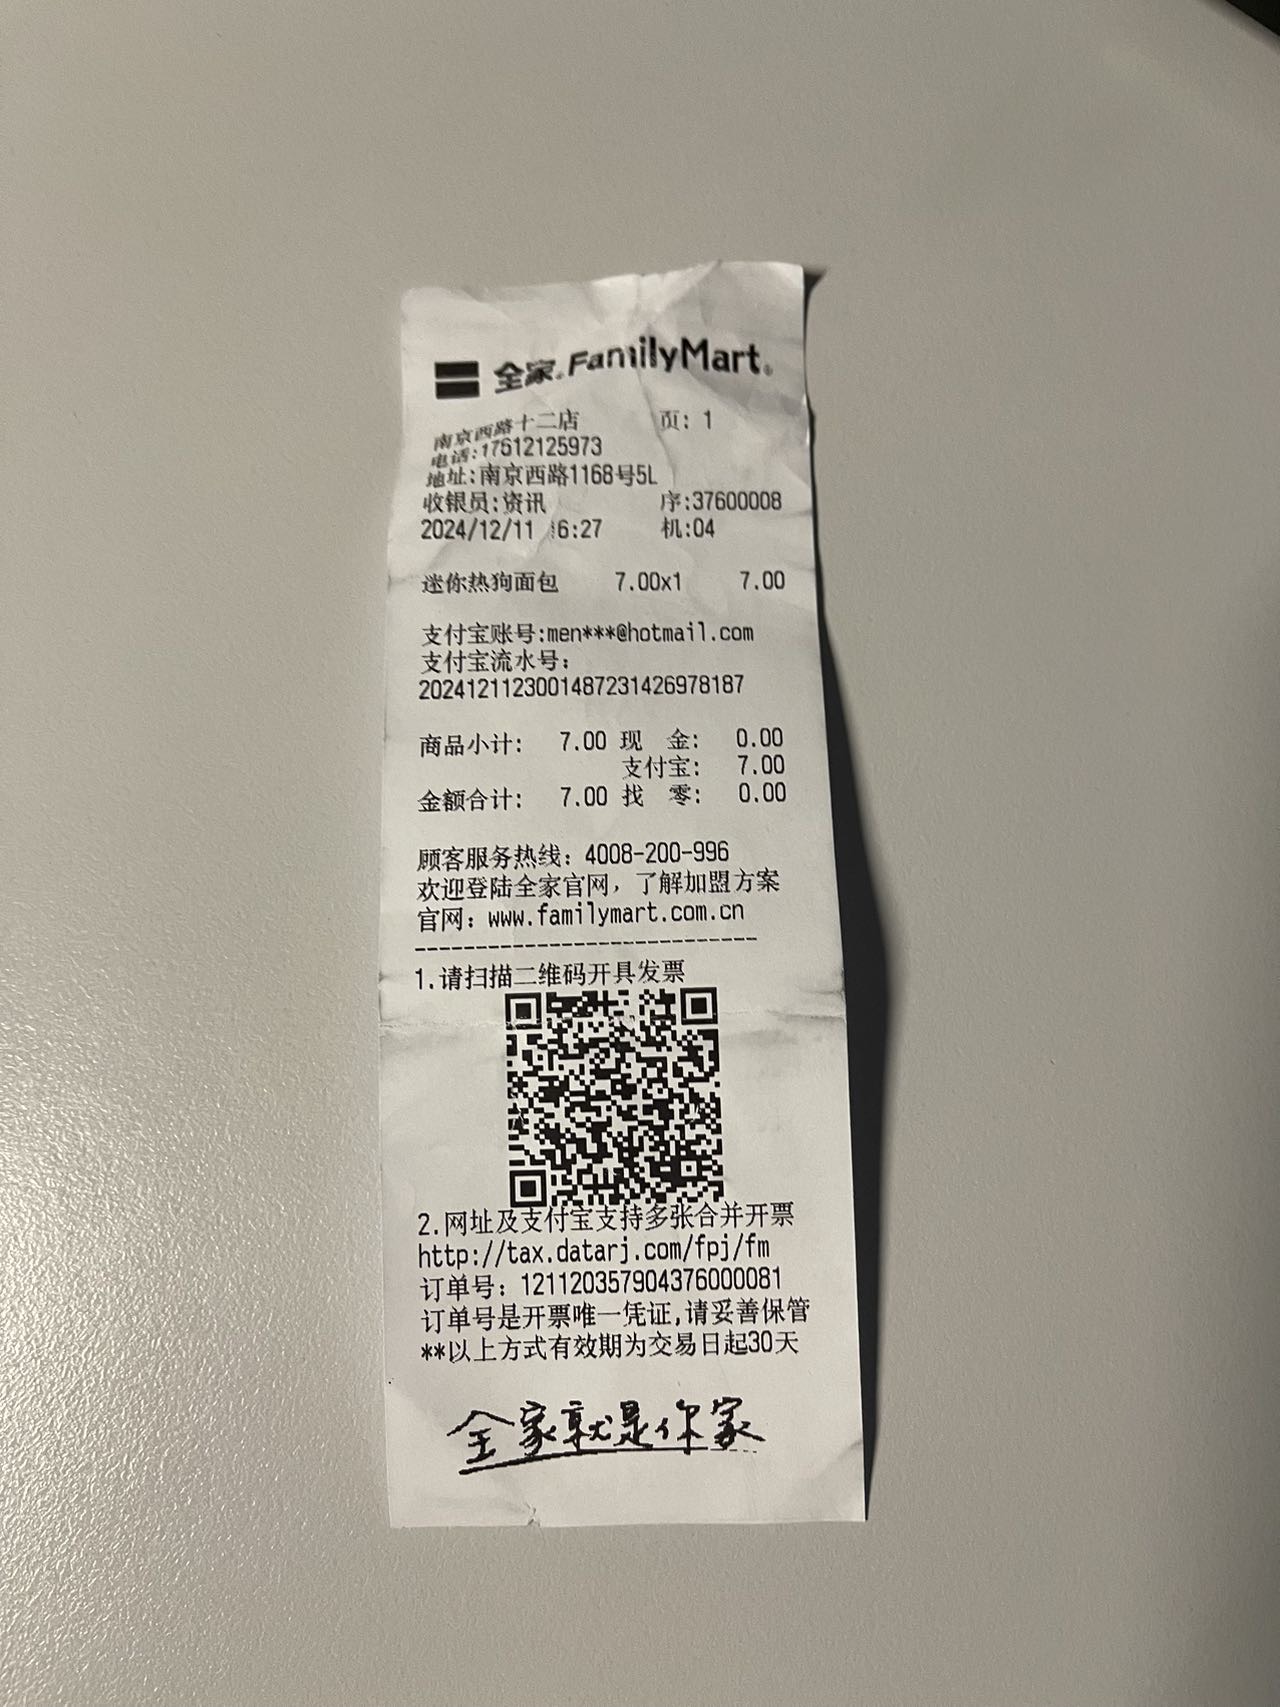 全家 FamilyMart
南京西路十二店 页: 1
电话:17612125973
地址:南京西路1168号5L
收银员:资讯 序:37600008
2024/12/11 16:27 机:04
迷你热狗面包 7.00x1 7.00
支付宝账号:men***@hotmail.com
支付宝流水号:
2024121123001487231426978187
商品小计: 7.00 现 金: 0.00
支付宝: 7.00
金额合计: 7.00 找 零: 0.00
顾客服务热线: 4008-200-996
欢迎登陆全家官网, 了解加盟方案
官网: www.familymart.com.cn
----------------------------
1.请扫描二维码开具发票
2.网址及支付宝支持多张合并开票
http://tax.datarj.com/fpj/fm
订单号: 121120357904376000081
订单号是开票唯一凭证,请妥善保管
**以上方式有效期为交易日起30天
全家就是你家